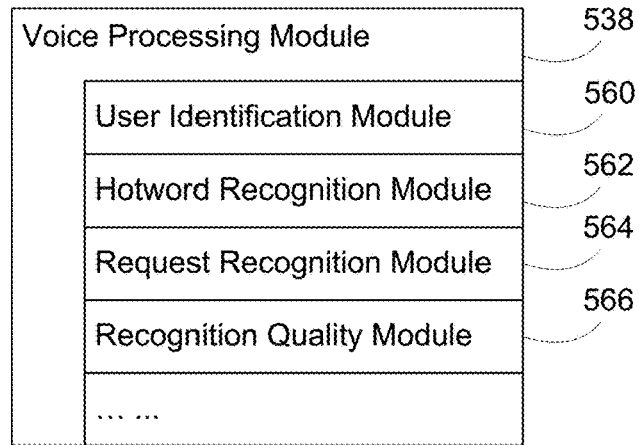 Voice Processing Module
538
User Identification Module
560
Hotword Recognition Module
562
Request Recognition Module
564
Recognition Quality Module
566
... ...